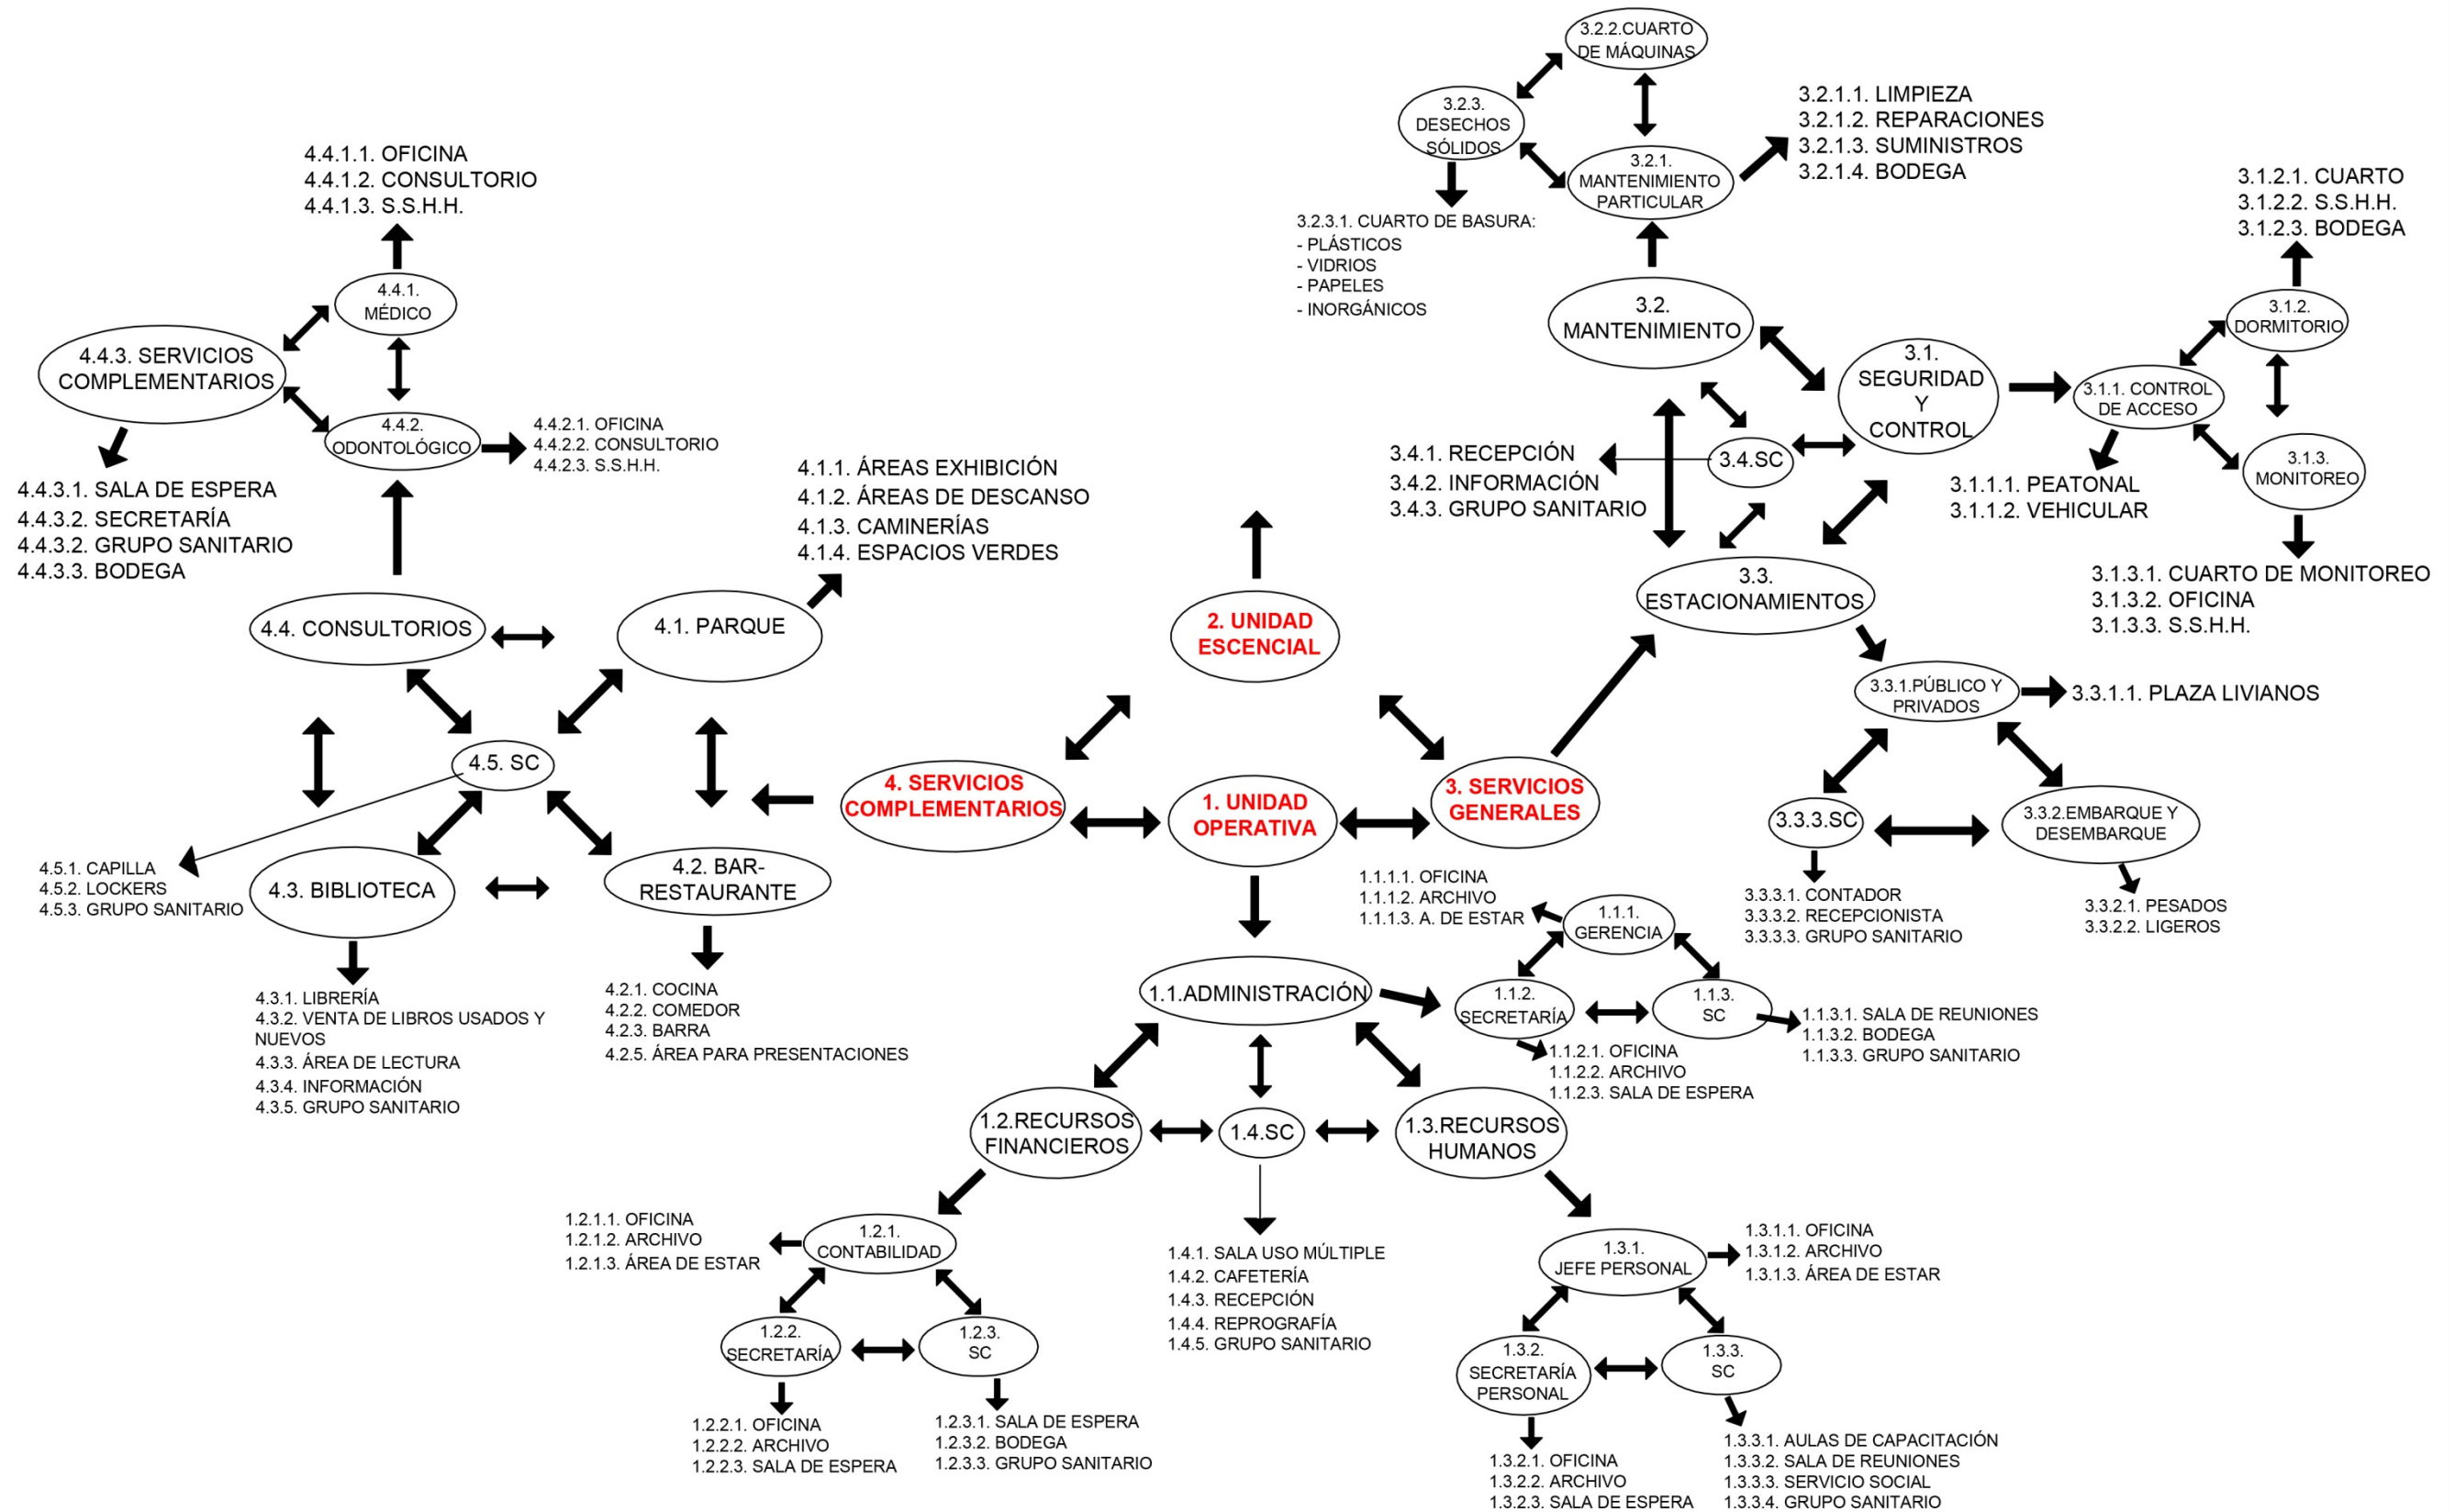 3.2.2.CUARTO
DE MÁQUINAS
3.2.3.
DESECHOS
SÓLIDOS
3.2.1.
MANTENIMIENTO
PARTICULAR
3.2.1.1. LIMPIEZA
3.2.1.2. REPARACIONES
3.2.1.3. SUMINISTROS
3.2.1.4. BODEGA
3.2.3.1. CUARTO DE BASURA:
- PLÁSTICOS
- VIDRIOS
- PAPELES
- INORGÁNICOS
3.2.
MANTENIMIENTO
3.1.
SEGURIDAD
Y
CONTROL
3.1.2.1. CUARTO
3.1.2.2. S.S.H.H.
3.1.2.3. BODEGA
3.1.2.
DORMITORIO
3.1.1. CONTROL
DE ACCESO
3.1.3.
MONITOREO
3.1.1.1. PEATONAL
3.1.1.2. VEHICULAR
3.1.3.1. CUARTO DE MONITOREO
3.1.3.2. OFICINA
3.1.3.3. S.S.H.H.
3.4.SC
3.4.1. RECEPCIÓN
3.4.2. INFORMACIÓN
3.4.3. GRUPO SANITARIO
3.3.
ESTACIONAMIENTOS
3.3.1.PÚBLICO Y
PRIVADOS
3.3.1.1. PLAZA LIVIANOS
3.3.3.SC
3.3.2.EMBARQUE Y
DESEMBARQUE
3.3.3.1. CONTADOR
3.3.3.2. RECEPCIONISTA
3.3.3.3. GRUPO SANITARIO
3.3.2.1. PESADOS
3.3.2.2. LIGEROS
4.4.1.1. OFICINA
4.4.1.2. CONSULTORIO
4.4.1.3. S.S.H.H.
4.4.1.
MÉDICO
4.4.3. SERVICIOS
COMPLEMENTARIOS
4.4.2.
ODONTOLÓGICO
4.4.2.1. OFICINA
4.4.2.2. CONSULTORIO
4.4.2.3. S.S.H.H.
4.4.3.1. SALA DE ESPERA
4.4.3.2. SECRETARÍA
4.4.3.2. GRUPO SANITARIO
4.4.3.3. BODEGA
4.1.1. ÁREAS EXHIBICIÓN
4.1.2. ÁREAS DE DESCANSO
4.1.3. CAMINERÍAS
4.1.4. ESPACIOS VERDES
4.4. CONSULTORIOS
4.1. PARQUE
4.5. SC
4.5.1. CAPILLA
4.5.2. LOCKERS
4.5.3. GRUPO SANITARIO
4.3. BIBLIOTECA
4.2. BAR-
RESTAURANTE
4.3.1. LIBRERÍA
4.3.2. VENTA DE LIBROS USADOS Y
NUEVOS
4.3.3. ÁREA DE LECTURA
4.3.4. INFORMACIÓN
4.3.5. GRUPO SANITARIO
4.2.1. COCINA
4.2.2. COMEDOR
4.2.3. BARRA
4.2.5. ÁREA PARA PRESENTACIONES
2. UNIDAD
ESCENCIAL
4. SERVICIOS
COMPLEMENTARIOS
1. UNIDAD
OPERATIVA
3. SERVICIOS
GENERALES
1.1.ADMINISTRACIÓN
1.1.1.1. OFICINA
1.1.1.2. ARCHIVO
1.1.1.3. A. DE ESTAR
1.1.1.
GERENCIA
1.1.2.
SECRETARÍA
1.1.3.
SC
1.1.3.1. SALA DE REUNIONES
1.1.3.2. BODEGA
1.1.3.3. GRUPO SANITARIO
1.1.2.1. OFICINA
1.1.2.2. ARCHIVO
1.1.2.3. SALA DE ESPERA
1.2.RECURSOS
FINANCIEROS
1.4.SC
1.3.RECURSOS
HUMANOS
1.2.1.1. OFICINA
1.2.1.2. ARCHIVO
1.2.1.3. ÁREA DE ESTAR
1.2.1.
CONTABILIDAD
1.2.2.
SECRETARÍA
1.2.3.
SC
1.2.2.1. OFICINA
1.2.2.2. ARCHIVO
1.2.2.3. SALA DE ESPERA
1.2.3.1. SALA DE ESPERA
1.2.3.2. BODEGA
1.2.3.3. GRUPO SANITARIO
1.4.1. SALA USO MÚLTIPLE
1.4.2. CAFETERÍA
1.4.3. RECEPCIÓN
1.4.4. REPROGRAFÍA
1.4.5. GRUPO SANITARIO
1.3.1.
JEFE PERSONAL
1.3.1.1. OFICINA
1.3.1.2. ARCHIVO
1.3.1.3. ÁREA DE ESTAR
1.3.2.
SECRETARÍA
PERSONAL
1.3.3.
SC
1.3.2.1. OFICINA
1.3.2.2. ARCHIVO
1.3.2.3. SALA DE ESPERA
1.3.3.1. AULAS DE CAPACITACIÓN
1.3.3.2. SALA DE REUNIONES
1.3.3.3. SERVICIO SOCIAL
1.3.3.4. GRUPO SANITARIO